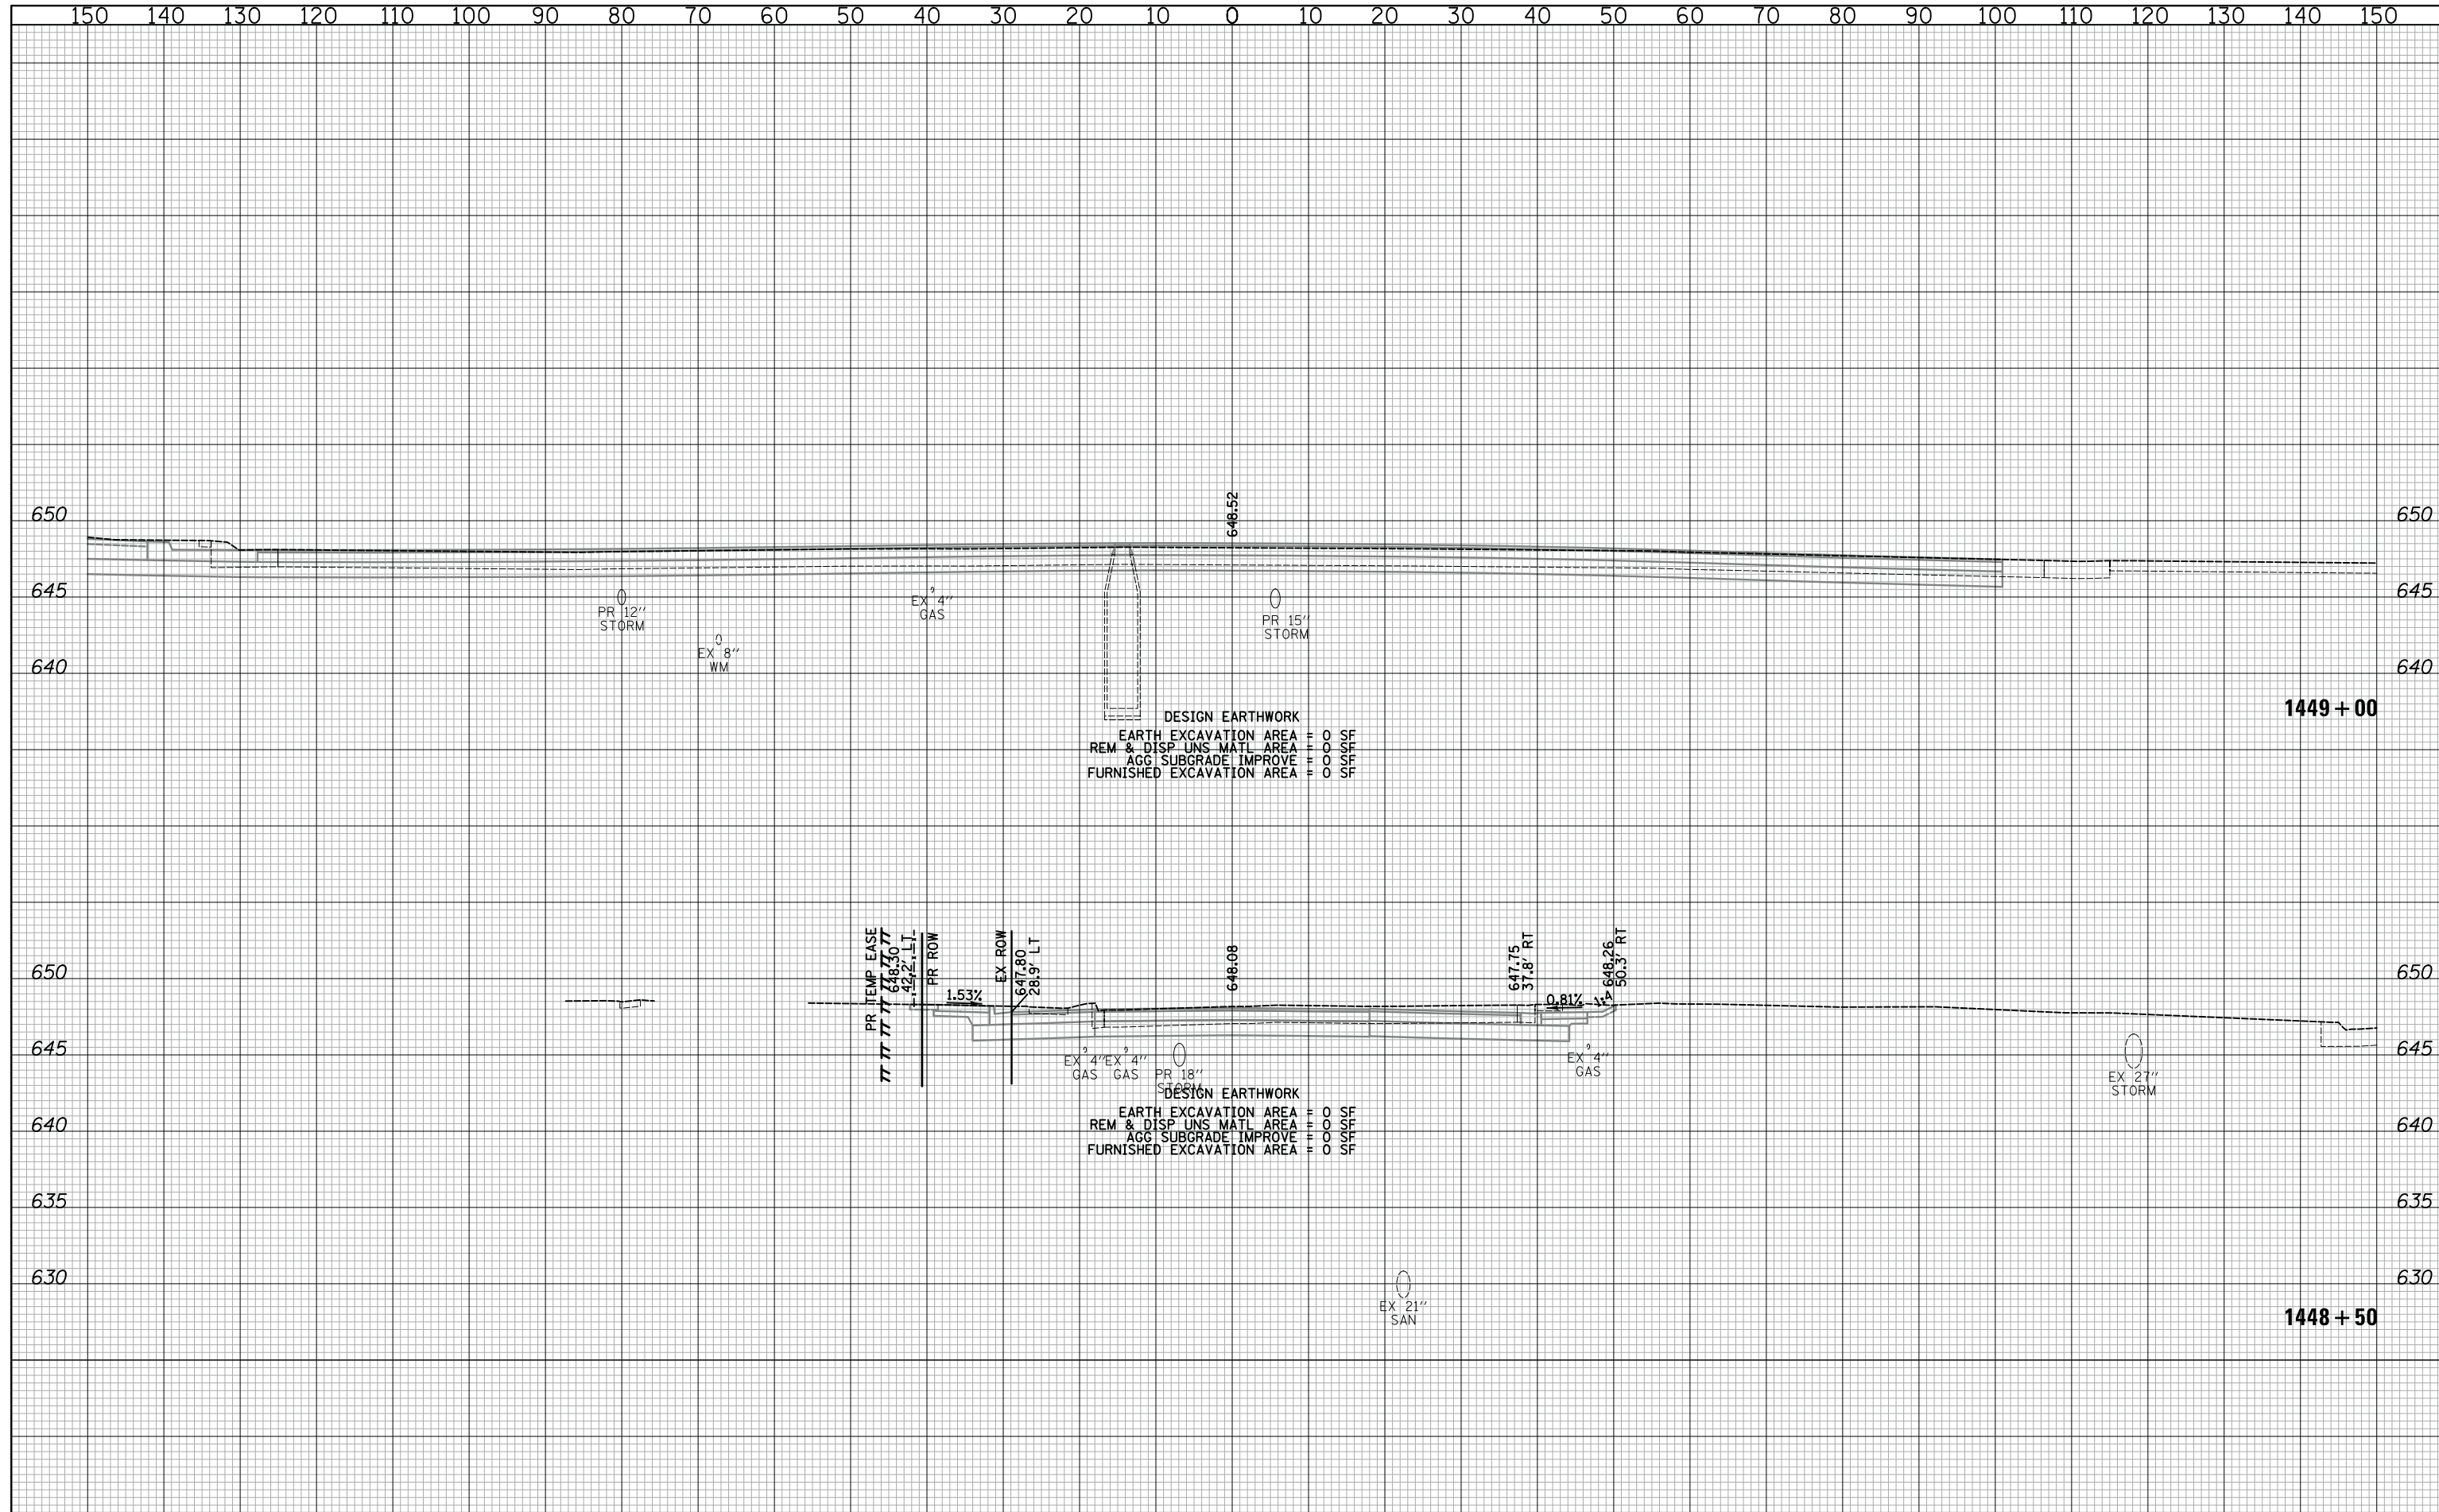 150 140 130 120 110 100 90 80 70 60 50 40 30 20 10 0 10 20 30 40 50 60 70 80 90 100 110 120 130 140 150
648.52
650 650
645 645
PR 12''
STORM
EX 8''
WM
EX 4''
GAS
PR 15''
STORM
640 640
1449+00
DESIGN EARTHWORK
EARTH EXCAVATION AREA = 0 SF
REM & DISP UNS MATL AREA = 0 SF
AGG SUBGRADE IMPROVE = 0 SF
FURNISHED EXCAVATION AREA = 0 SF
PR TEMP EASE
648.30
42.2' LT
PR ROW
EX ROW
647.80
28.9' LT
648.08
647.75
37.8' RT
648.26
50.3' RT
650 650
1.53%
0.81%
1:4
645 645
EX 4''
GAS
EX 4''
GAS
PR 18''
STORM
EX 4''
GAS
EX 27''
STORM
DESIGN EARTHWORK
EARTH EXCAVATION AREA = 0 SF
REM & DISP UNS MATL AREA = 0 SF
AGG SUBGRADE IMPROVE = 0 SF
FURNISHED EXCAVATION AREA = 0 SF
640 640
635 635
630 630
EX 21''
SAN
1448+50